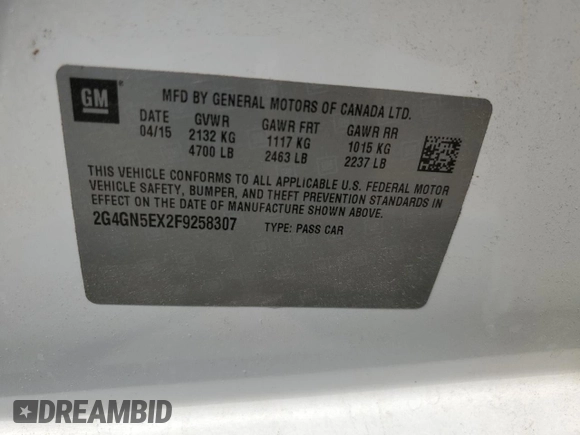 GM
MFD BY GENERAL MOTORS OF CANADA LTD.
DATE GVWR GAWR FRT GAWR RR
04/15 2132 KG 1117 KG 1015 KG
4700 LB 2463 LB 2237 LB
THIS VEHICLE CONFORMS TO ALL APPLICABLE U.S. FEDERAL MOTOR
VEHICLE SAFETY, BUMPER, AND THEFT PREVENTION STANDARDS IN
EFFECT ON THE DATE OF MANUFACTURE SHOWN ABOVE.
2G4GN5EX2F9258307 TYPE: PASS CAR
DREAMBID